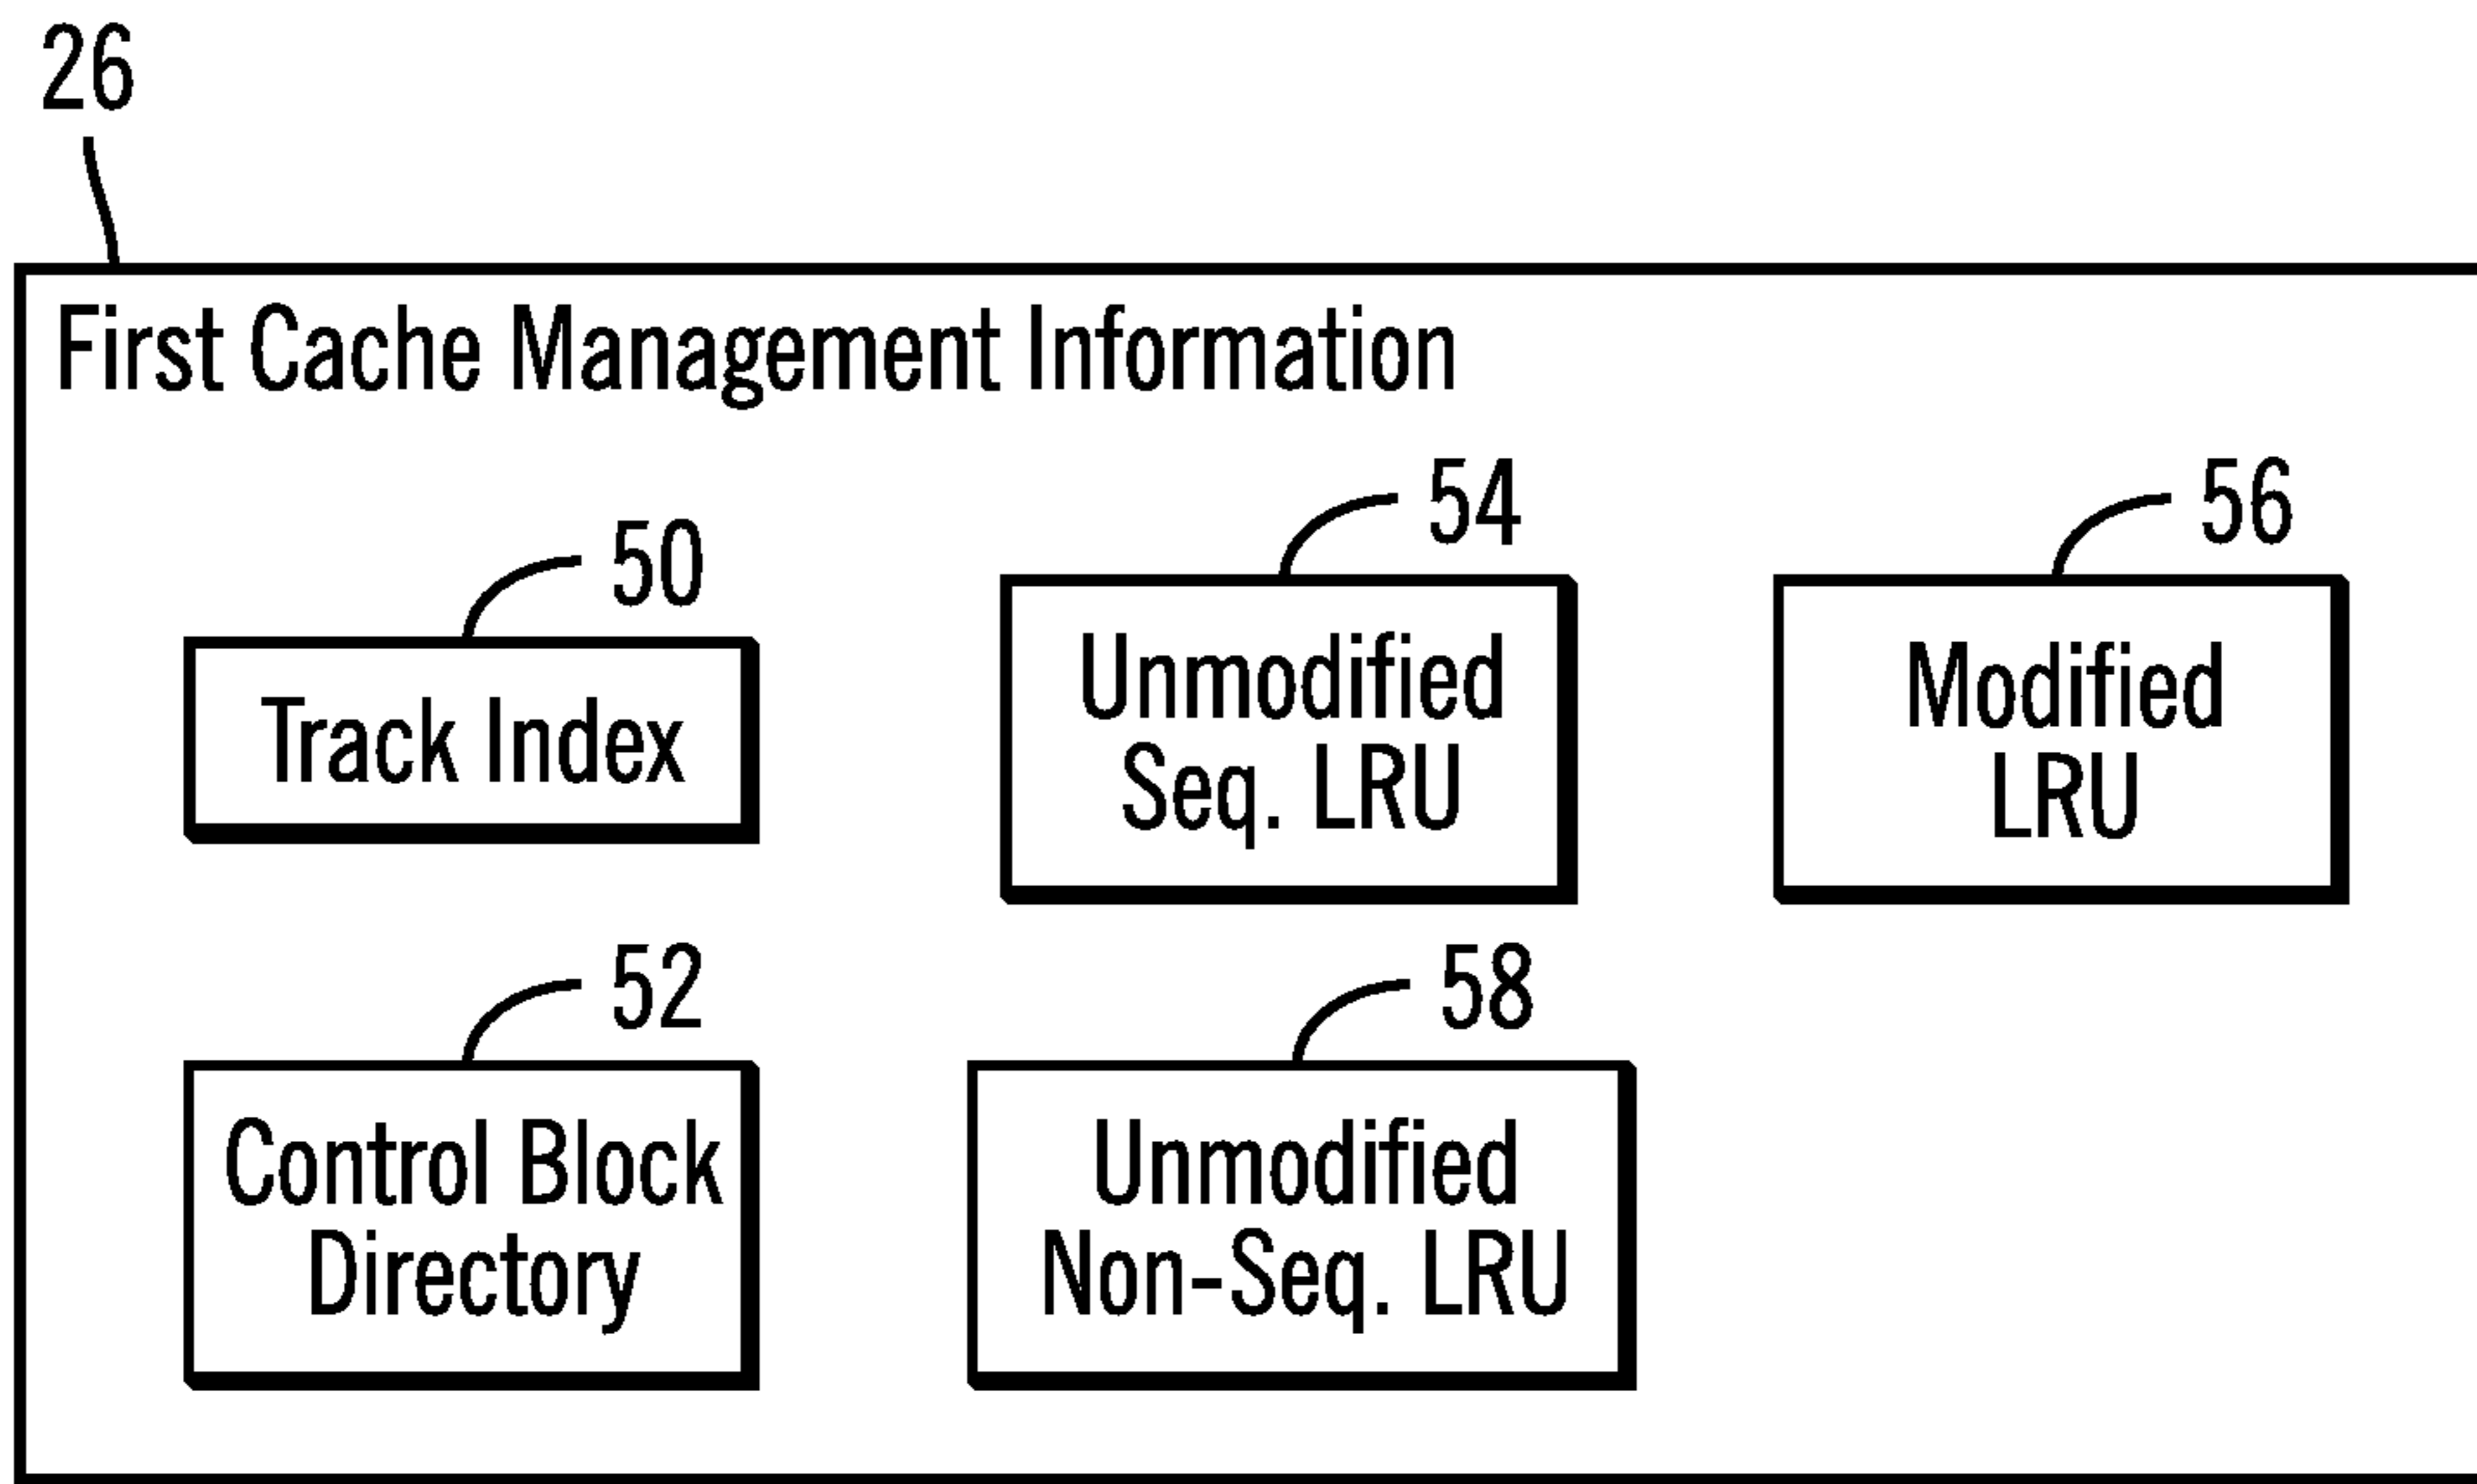 26
First Cache Management Information
50
Track Index
54
Unmodified
Seq. LRU
56
Modified
LRU
52
Control Block
Directory
58
Unmodified
Non-Seq. LRU